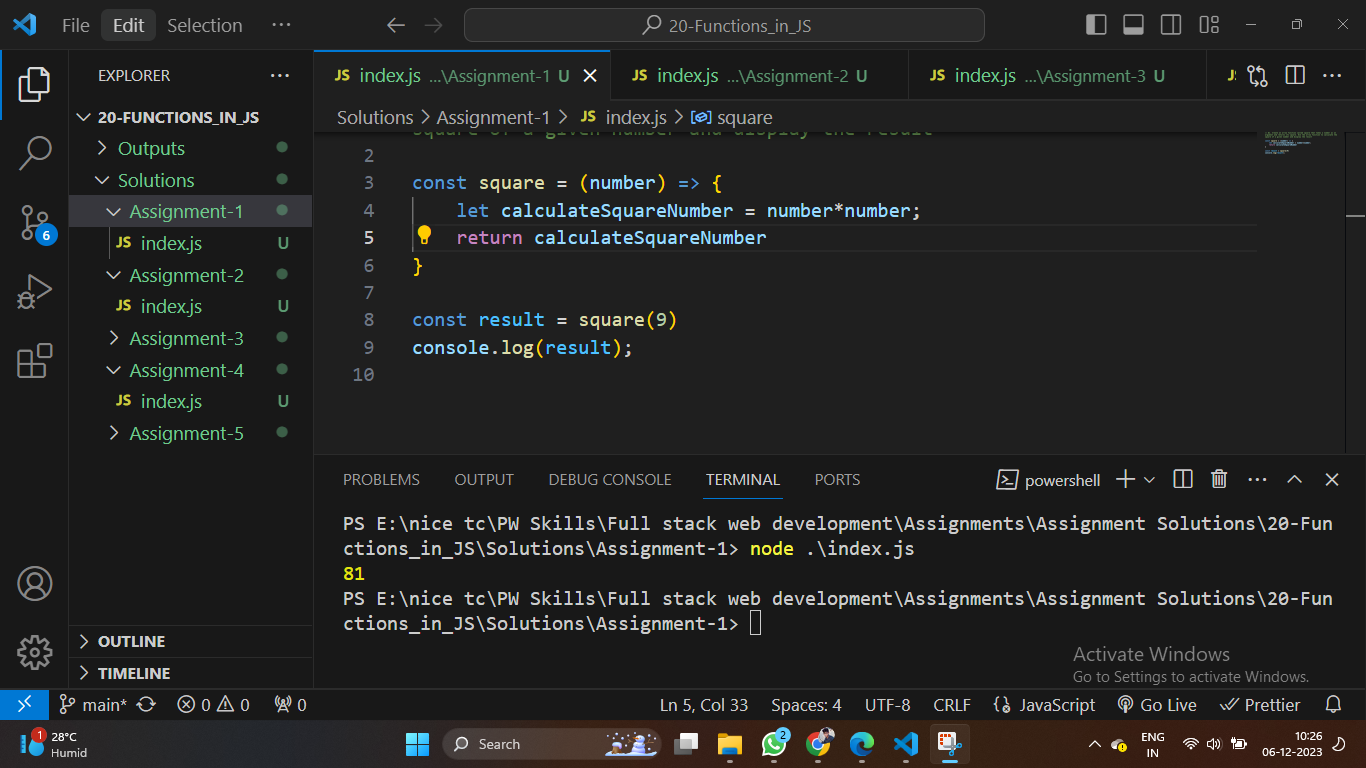 File Edit Selection ··· 20-Functions_in_JS
EXPLORER ···
20-FUNCTIONS_IN_JS
Outputs
Solutions
Assignment-1
JS index.js U
Assignment-2
JS index.js U
Assignment-3
Assignment-4
JS index.js U
Assignment-5
OUTLINE
TIMELINE
6
JS index.js ...\Assignment-1 U JS index.js ...\Assignment-2 U JS index.js ...\Assignment-3 U ···
Solutions > Assignment-1 > JS index.js > square
square of a given number and display the result
2
3 const square = (number) => {
4 let calculateSquareNumber = number*number;
5 return calculateSquareNumber
6 }
7
8 const result = square(9)
9 console.log(result);
10
PROBLEMS OUTPUT DEBUG CONSOLE TERMINAL PORTS powershell ···
PS E:\nice tc\PW Skills\Full stack web development\Assignments\Assignment Solutions\20-Fun
ctions_in_JS\Solutions\Assignment-1> node .\index.js
81
PS E:\nice tc\PW Skills\Full stack web development\Assignments\Assignment Solutions\20-Fun
ctions_in_JS\Solutions\Assignment-1>
Activate Windows
Go to Settings to activate Windows.
main* 0 0 0 Ln 5, Col 33 Spaces: 4 UTF-8 CRLF {} JavaScript Go Live Prettier
1 28°C
Humid
Search
2
ENG
IN
10:26
06-12-2023